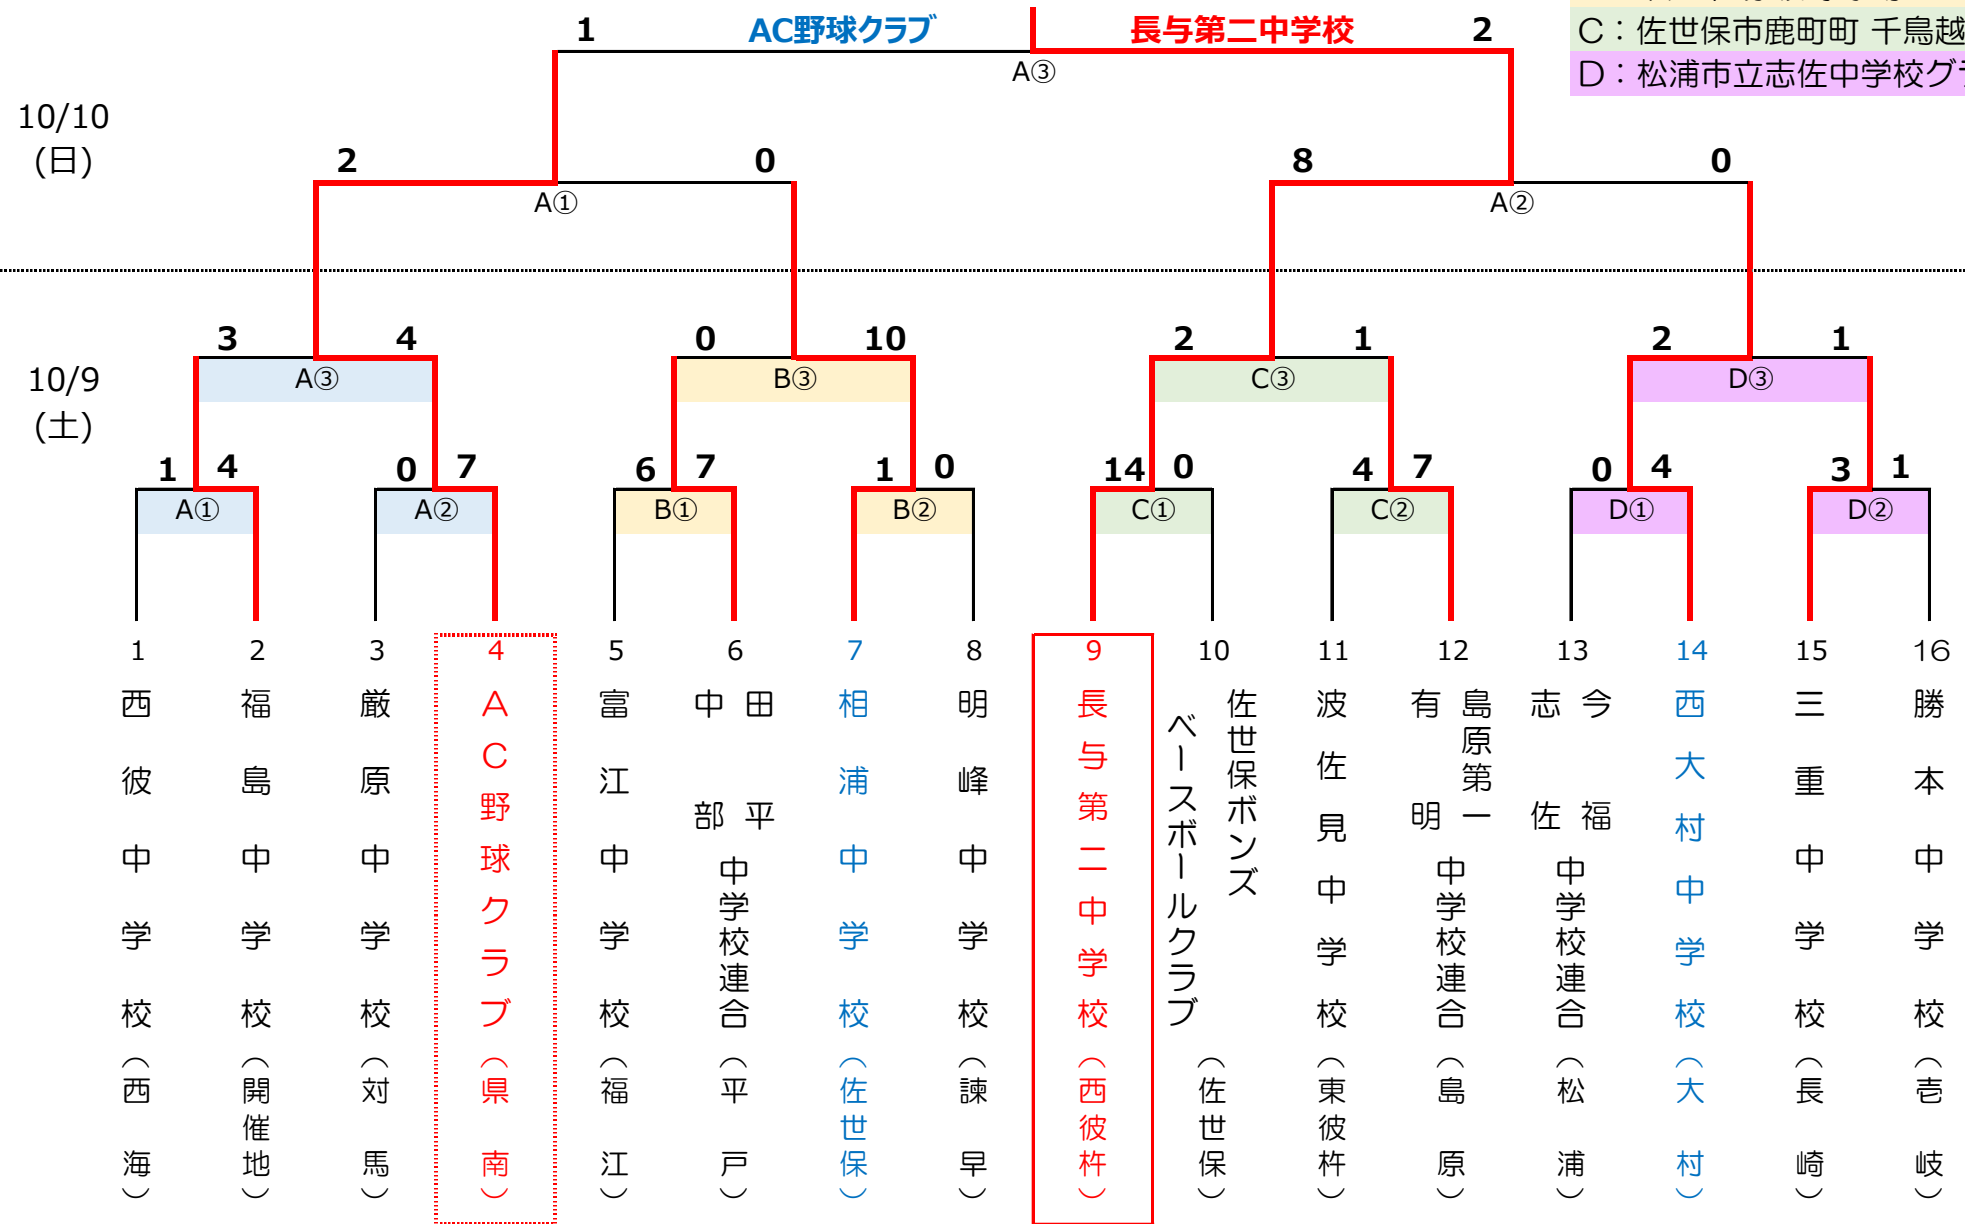 1 AC野球クラブ 長与第二中学校 2
A③
C：佐世保市鹿町町 千鳥越
D：松浦市立志佐中学校グラ
10/10
(日)
2 0 8 0
A① A②
3 4 0 10 2 1 2 1
10/9
(土)
A③ B③ C③ D③
1 4 0 7 6 7 1 0 14 0 4 7 0 4 3 1
A① A② B① B② C① C② D① D②
1 西彼中学校（西海）
2 福島中学校（開催地）
3 厳原中学校（対馬）
4 AC野球クラブ（県南）
5 富江中学校（福江）
6 田平
中部
中学校連合（平戸）
7 相浦中学校（佐世保）
8 明峰中学校（諫早）
9 長与第二中学校（西彼杵）
10 佐世保ボンズ
ベースボールクラブ
（佐世保）
11 波佐見中学校（東彼杵）
12 島原第一
有明
中学校連合（島原）
13 今福
志佐
中学校連合（松浦）
14 西大村中学校（大村）
15 三重中学校（長崎）
16 勝本中学校（壱岐）